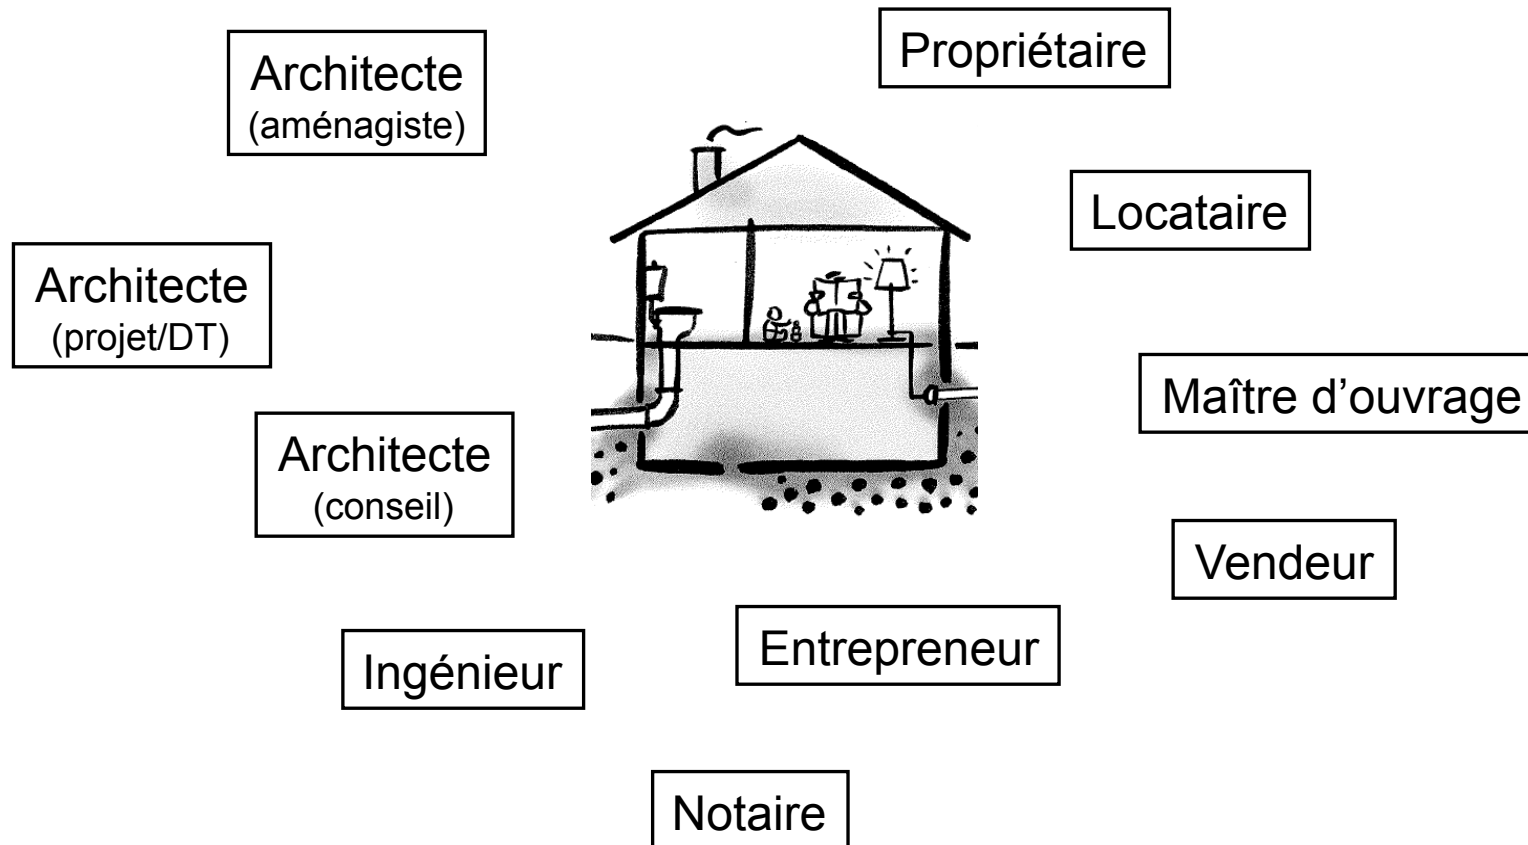 Propriétaire
Architecte
(aménagiste)
Locataire
Architecte
(projet/DT)
Maître d’ouvrage
Architecte
(conseil)
Vendeur
Entrepreneur
Ingénieur
Notaire